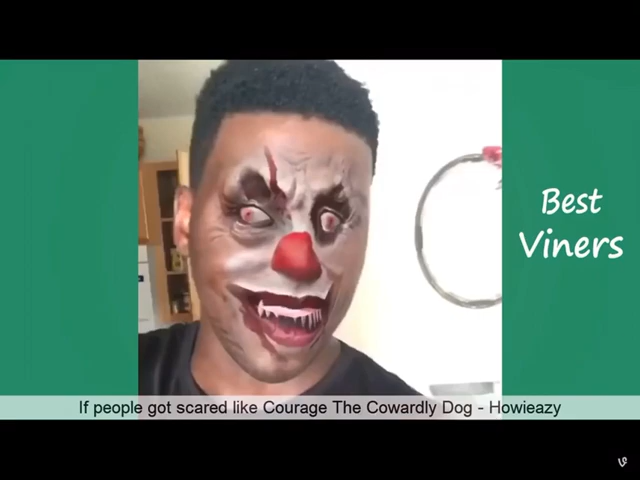 Best
Viners
If people got scared like Courage The Cowardly Dog - Howieazy